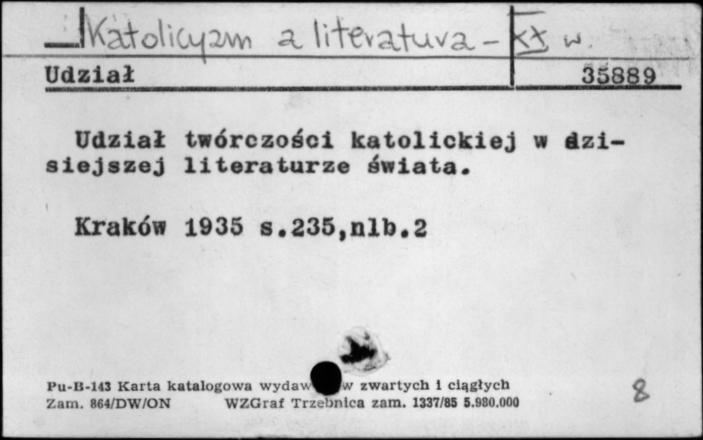 Katolicyzm a literatura - XX w.
Udział 35889
Udział twórczości katolickiej w dzi-
siejszej literaturze świata.
Kraków 1935 s.235,nlb.2
Pu-B-143 Karta katalogowa wydaw w zwartych i ciągłych
Zam. 864/DW/ON WZGraf Trzebnica zam. 1337/85 5.980.000
8